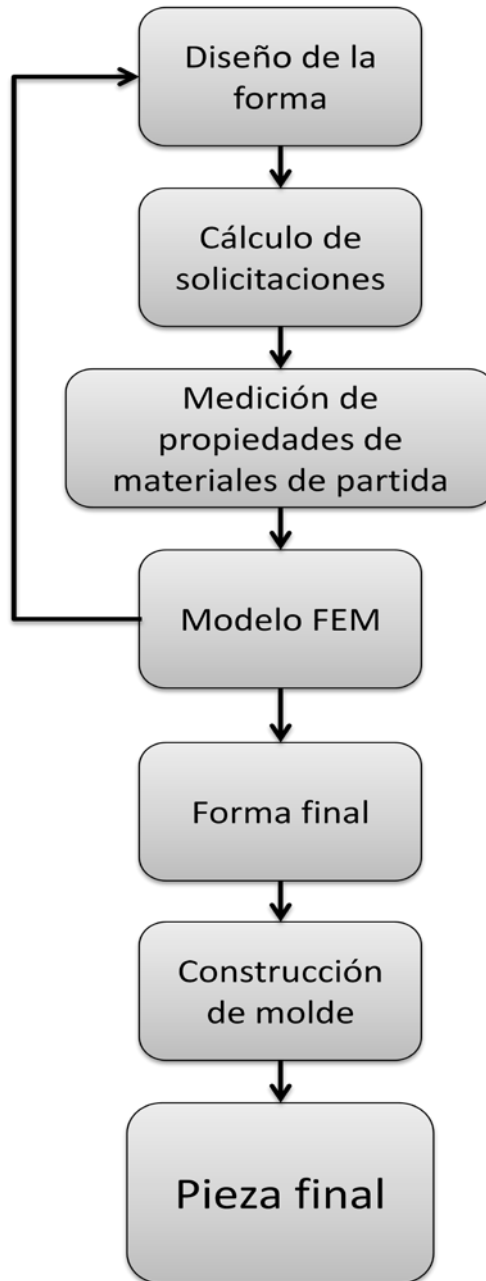 Diseño de la
forma
Cálculo de
solicitaciones
Medición de
propiedades de
materiales de partida
Modelo FEM
Forma final
Construcción
de molde
Pieza final